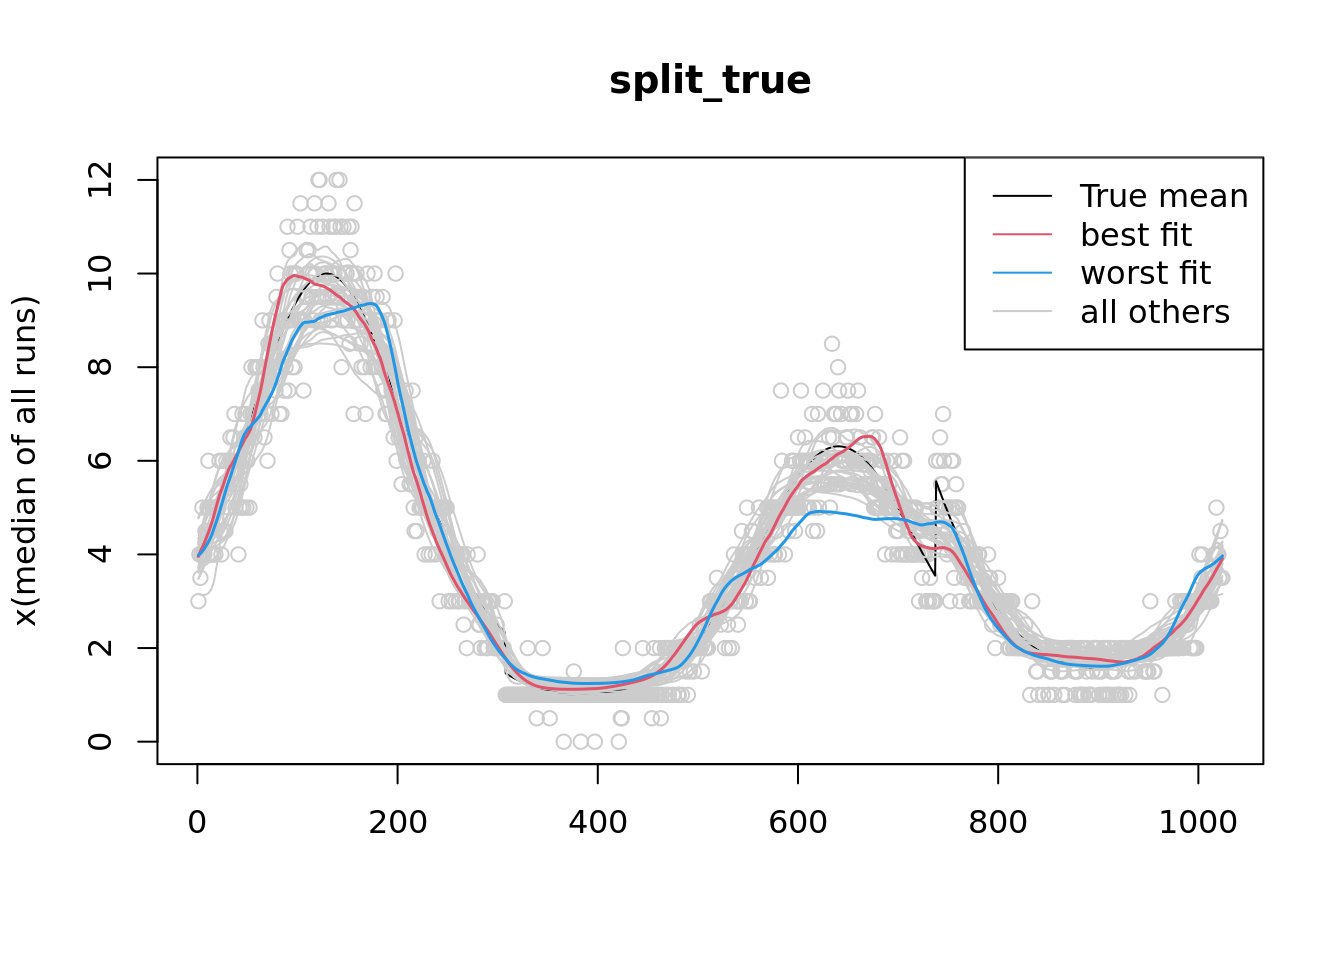 split_true
x(median of all runs)
12
10
8
6
4
2
0
True mean
best fit
worst fit
all others
0 200 400 600 800 1000